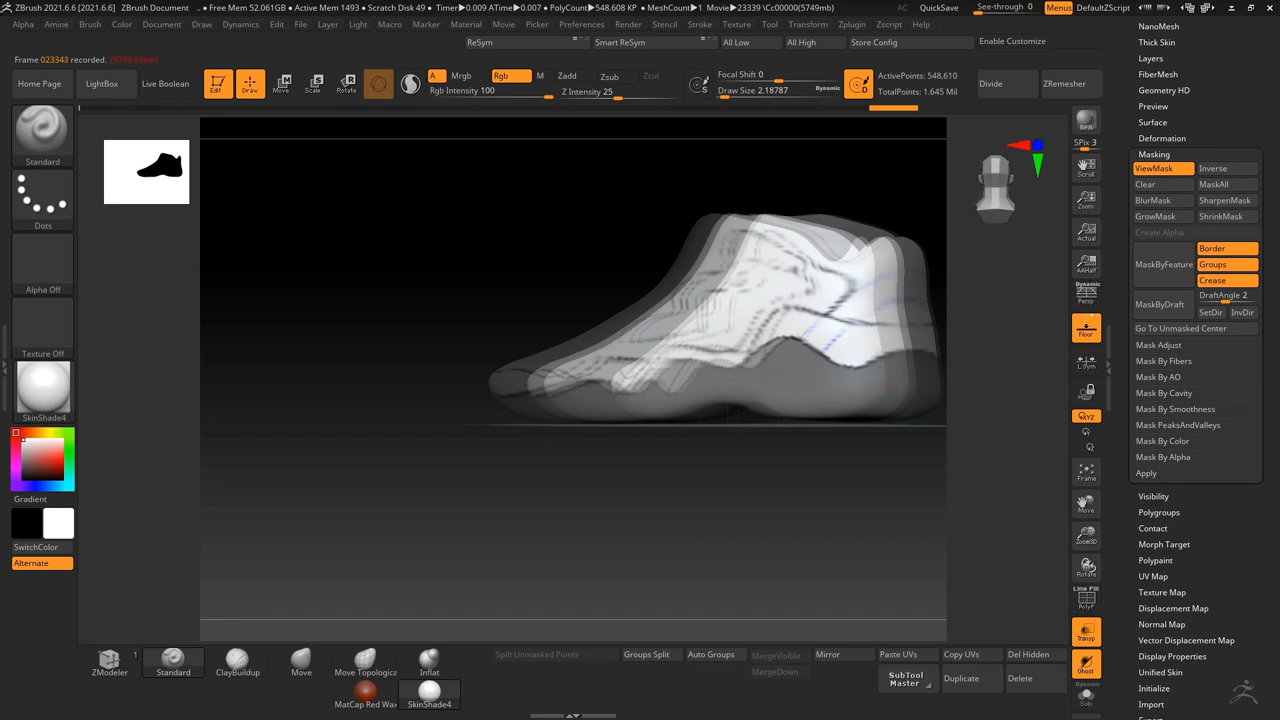 ZBrush 2021.6.6 [2021.6.6] ZBrush Document .. • Free Mem 52.061GB • Active Mem 1493 • Scratch Disk 49 • Timer▶0.009 ATime▶0.007 • PolyCount▶548.608 KP • MeshCount▶1 Movie▶23339 \Cc00000(5749mb) AC QuickSave See-through 0 Menus DefaultZScript
Alpha Amime Brush Color Document Draw Dynamics Edit File Layer Light Macro Marker Material Movie Picker Preferences Render Stencil Stroke Texture Tool Transform Zplugin Zscript Help
ReSym Smart ReSym All Low All High Store Config Enable Customize
Frame 023343 recorded.
Home Page LightBox Live Boolean Edit Draw Move Scale Rotate A Mrgb Rgb M Zadd Zsub Zcut Focal Shift 0 ActivePoints: 548,610 Divide ZRemesher
Rgb Intensity 100 Z Intensity 25 Draw Size 2.18787 Dynamic TotalPoints: 1.645 Mil
Standard
Dots
Alpha Off
Texture Off
SkinShade4
Gradient
SwitchColor
Alternate
BPR
SPix 3
Scroll
Zoom
Actual
AAHalf
Dynamic
Persp
Floor
L.Sym
XYZ
Frame
Move
Zoom3D
Rotate
Line Fill
PolyF
Transp
Ghost
Dynamic
Solo
NanoMesh
Thick Skin
Layers
FiberMesh
Geometry HD
Preview
Surface
Deformation
Masking
ViewMask Inverse
Clear MaskAll
BlurMask SharpenMask
GrowMask ShrinkMask
Create Alpha
MaskByFeature Border
Groups
Crease
MaskByDraft DraftAngle 2
SetDir InvDir
Go To Unmasked Center
Mask Adjust
Mask By Fibers
Mask By AO
Mask By Cavity
Mask By Smoothness
Mask PeaksAndValleys
Mask By Color
Mask By Alpha
Apply
Visibility
Polygroups
Contact
Morph Target
Polypaint
UV Map
Texture Map
Displacement Map
Normal Map
Vector Displacement Map
Display Properties
Unified Skin
Initialize
Import
ZModeler 1 Standard ClayBuildup Move Move Topological Inflat
MatCap Red Wax SkinShade4
Split Unmasked Points Groups Split Auto Groups MergeVisible Mirror Paste UVs Copy UVs Del Hidden
MergeDown SubTool Master Duplicate Delete